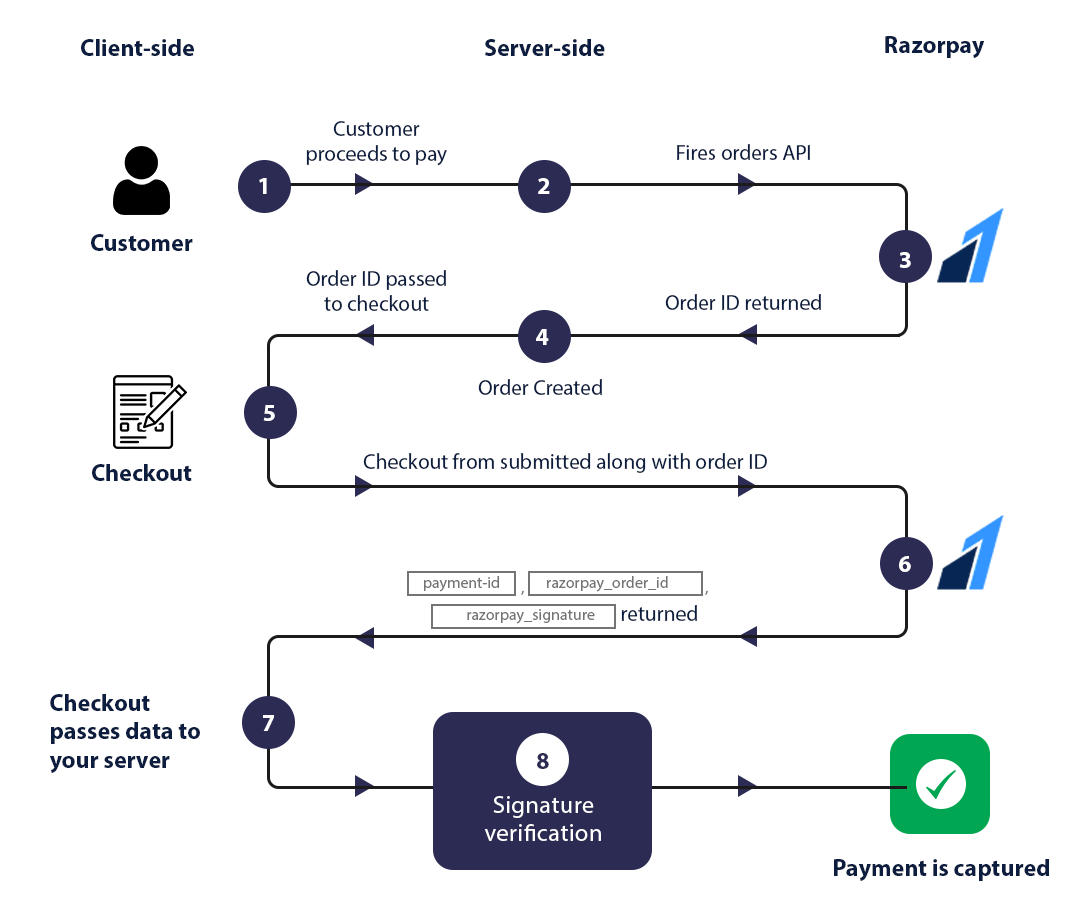 Client-side
Server-side
Razorpay
Customer
proceeds to pay
Fires orders API
1
2
Customer
3
Order ID passed
to checkout
Order ID returned
4
Order Created
5
Checkout
Checkout from submitted along with order ID
6
payment-id , razorpay_order_id ,
razorpay_signature returned
Checkout
passes data to
your server
7
8
Signature
verification
Payment is captured